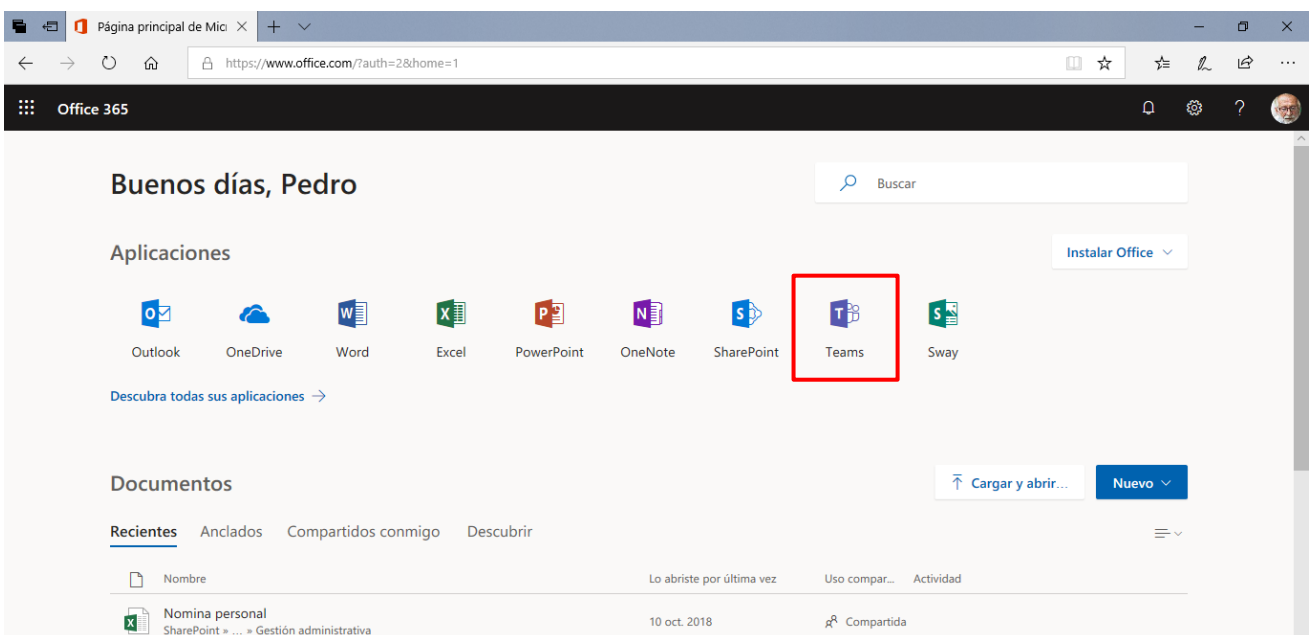 Página principal de Mic
https://www.office.com/?auth=2&home=1
Office 365
Buenos días, Pedro
Buscar
Aplicaciones
Instalar Office
Outlook OneDrive Word Excel PowerPoint OneNote SharePoint Teams Sway
Descubra todas sus aplicaciones →
Documentos
Cargar y abrir...
Nuevo
Recientes Anclados Compartidos conmigo Descubrir
Nombre Lo abriste por última vez Uso compar... Actividad
Nomina personal
SharePoint » ... » Gestión administrativa
10 oct. 2018 Compartida